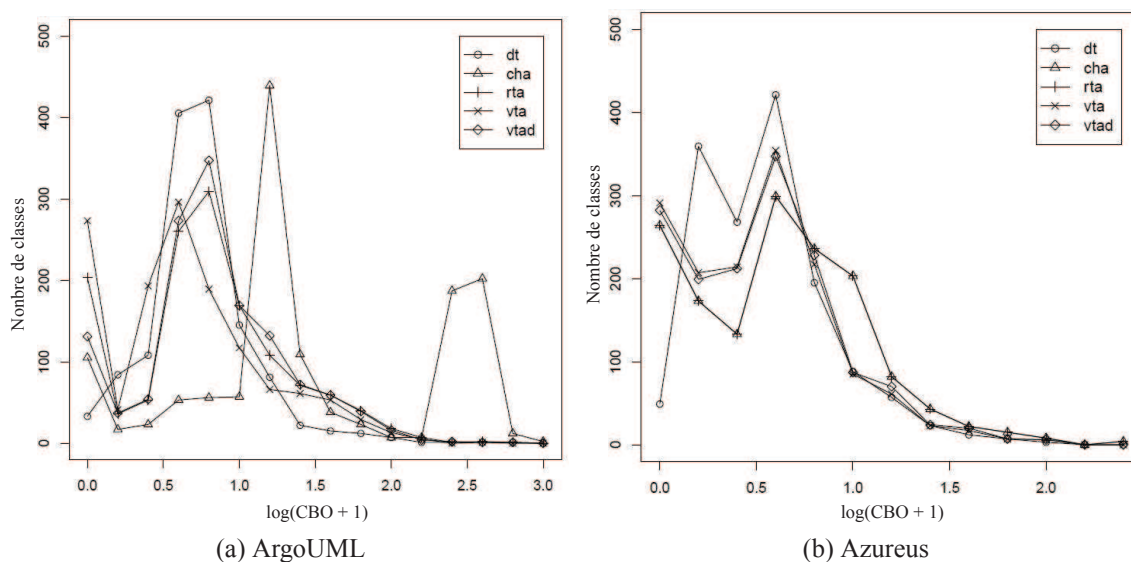 500
400
300
200
100
0
Nonbre de classes
dt
cha
rta
vta
vtad
0.0 0.5 1.0 1.5 2.0 2.5 3.0
log(CBO + 1)
(a) ArgoUML
500
400
300
200
100
0
Nombre de classes
dt
cha
rta
vta
vtad
0.0 0.5 1.0 1.5 2.0
log(CBO + 1)
(b) Azureus